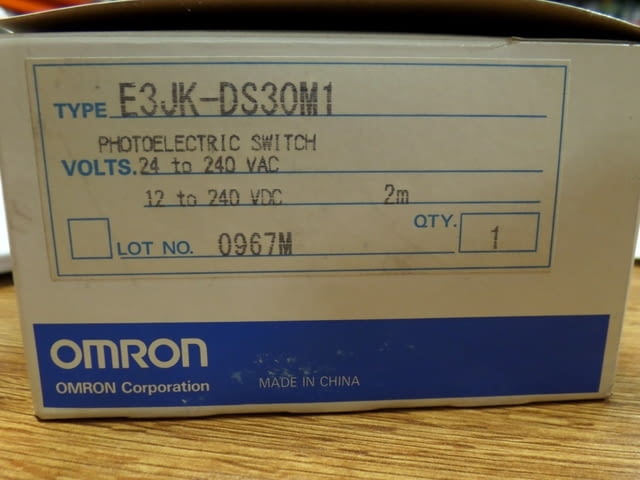 TYPE E3JK-DS30M1
PHOTOELECTRIC SWITCH
VOLTS. 24 to 240 VAC
12 to 240 VDC 2m
QTY. 1
LOT NO. 0967M
OMRON
OMRON Corporation MADE IN CHINA